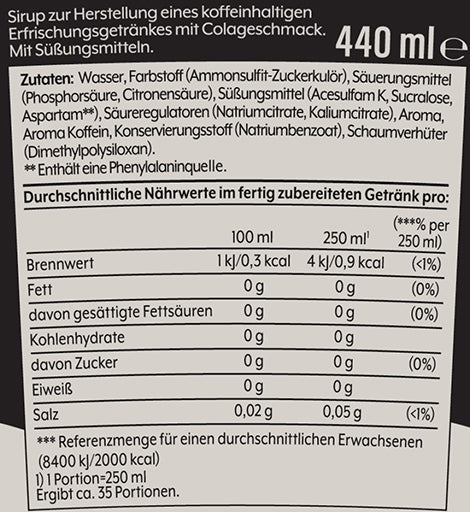 Sirup zur Herstellung eines koffeinhaltigen
Erfrischungsgetränkes mit Colageschmack.
Mit Süßungsmitteln.
440 ml e
Zutaten: Wasser, Farbstoff (Ammonsulfit-Zuckerkulör), Säuerungsmittel
(Phosphorsäure, Citronensäure), Süßungsmittel (Acesulfam K, Sucralose,
Aspartam**), Säureregulatoren (Natriumcitrate, Kaliumcitrate), Aroma,
Aroma Koffein, Konservierungsstoff (Natriumbenzoat), Schaumverhüter
(Dimethylpolysiloxan).
** Enthält eine Phenylalaninquelle.
Durchschnittliche Nährwerte im fertig zubereiteten Getränk pro:
100 ml 250 ml¹ (***% per 250 ml)
Brennwert 1 kJ/0,3 kcal 4 kJ/0,9 kcal (<1%)
Fett 0 g 0 g (0%)
davon gesättigte Fettsäuren 0 g 0 g (0%)
Kohlenhydrate 0 g 0 g
davon Zucker 0 g 0 g (0%)
Eiweiß 0 g 0 g
Salz 0,02 g 0,05 g (<1%)
*** Referenzmenge für einen durchschnittlichen Erwachsenen
(8400 kJ/2000 kcal)
1) 1 Portion=250 ml
Ergibt ca. 35 Portionen.